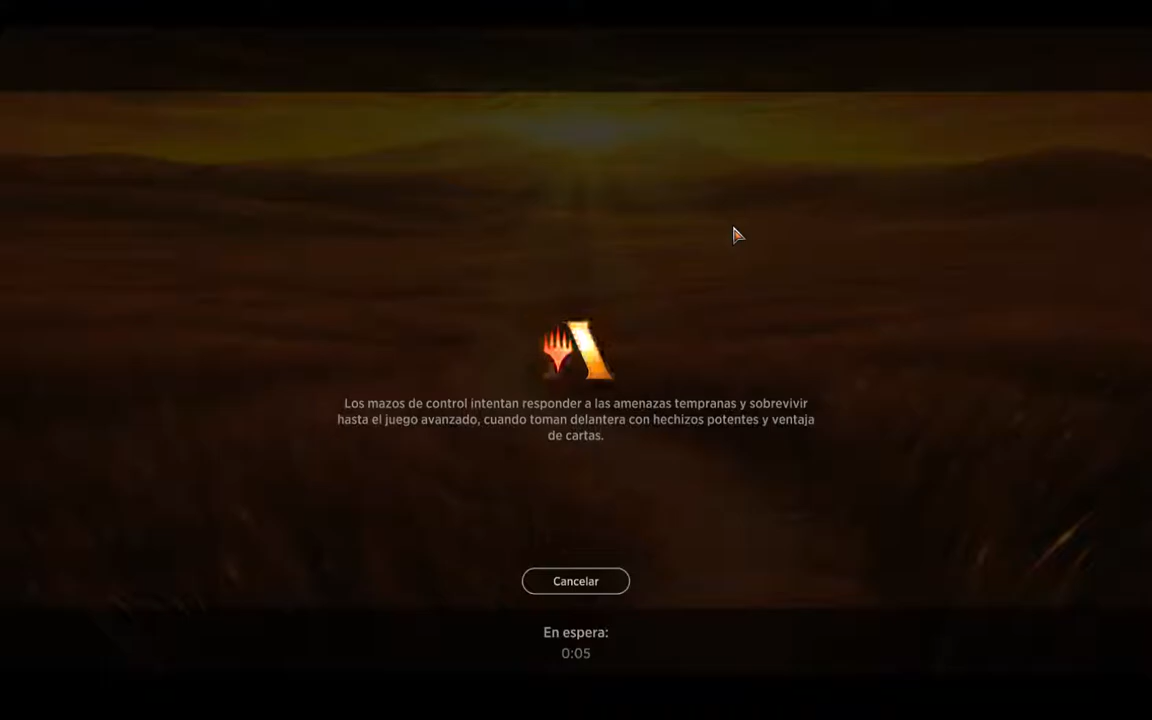 Los mazos de control intentan responder a las amenazas tempranas y sobrevivir
hasta el juego avanzado, cuando toman delantera con hechizos potentes y ventaja
de cartas.
Cancelar
En espera:
0:05